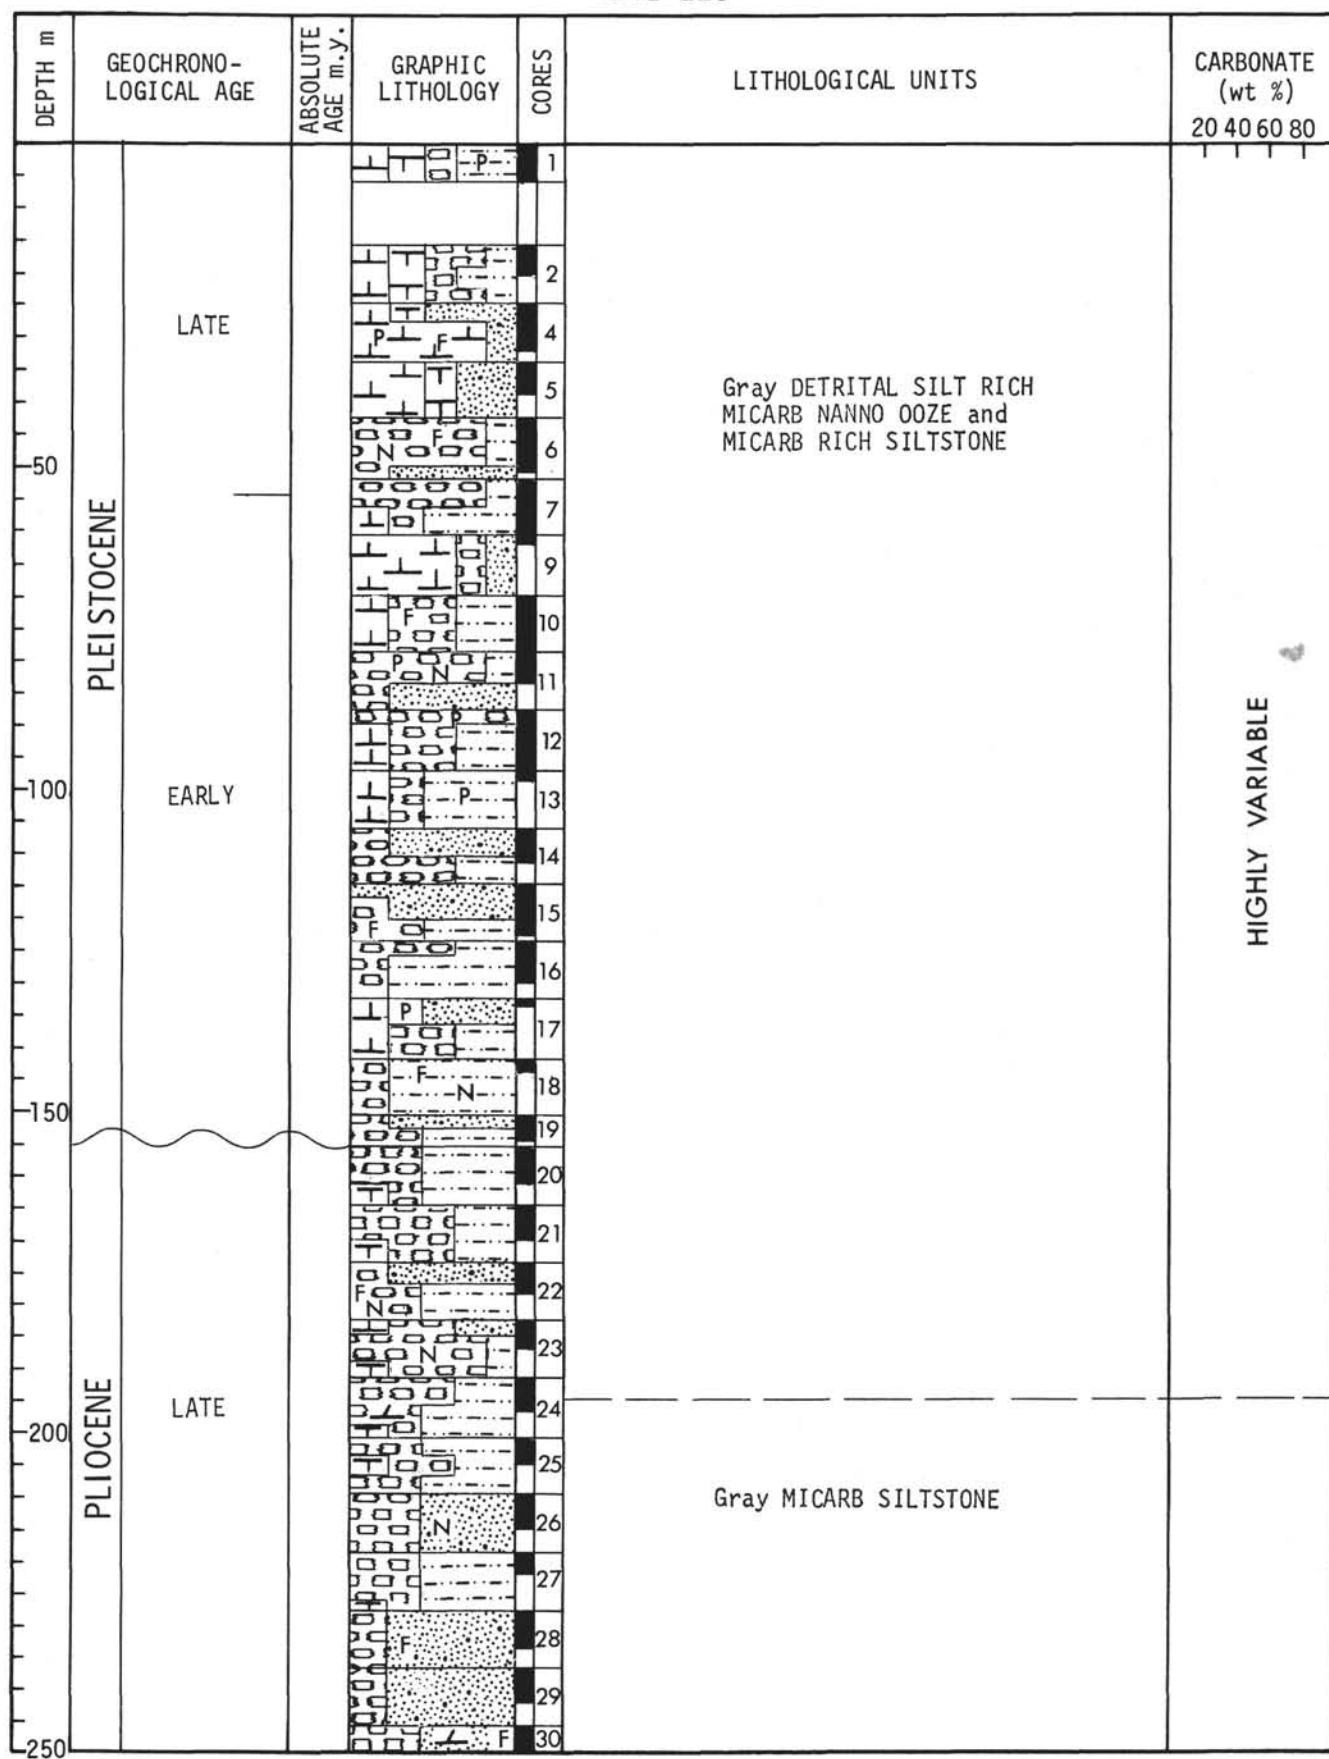 DEPTH m
GEOCHRONO-
LOGICAL AGE
ABSOLUTE
AGE m.y.
GRAPHIC
LITHOLOGY
CORES
LITHOLOGICAL UNITS
CARBONATE
(wt %)
20 40 60 80
P
1
2
LATE
P
F
4
5
Gray DETRITAL SILT RICH
MICARB NANNO OOZE and
MICARB RICH SILTSTONE
F
N
6
50
7
PLEISTOCENE
9
F
10
P
N
11
12
HIGHLY VARIABLE
100
EARLY
P
13
14
15
F
16
P
17
F
N
18
150
19
20
21
22
F
N
N
23
PLIOCENE
LATE
24
200
25
Gray MICARB SILTSTONE
N
26
27
F
28
29
F
30
250